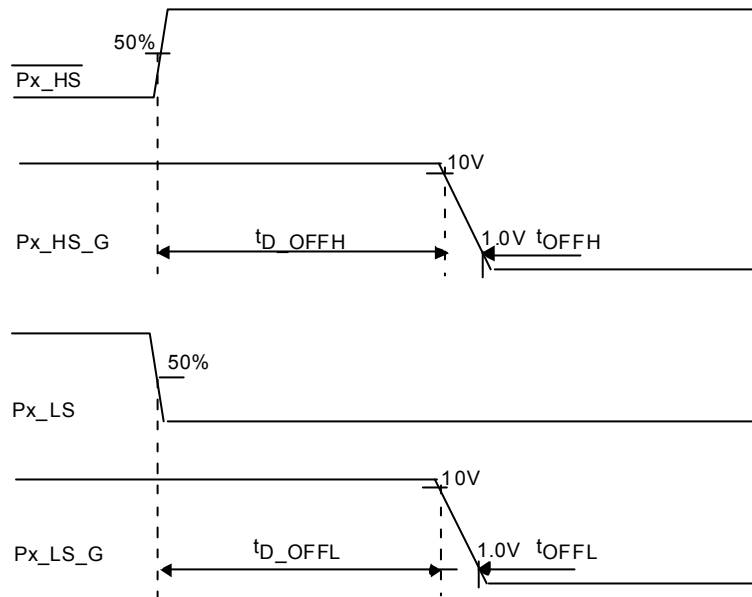 50%
Px_HS
10V
Px_HS_G
tD_OFFH
1.0V
tOFFH
50%
Px_LS
10V
Px_LS_G
tD_OFFL
1.0V
tOFFL